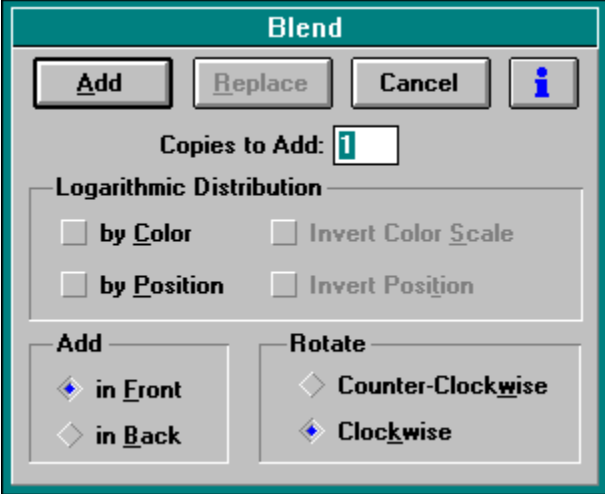 Blend
Add Replace Cancel i
Copies to Add: 1
Logarithmic Distribution
by Color Invert Color Scale
by Position Invert Position
Add Rotate
in Front Counter-Clockwise
in Back Clockwise